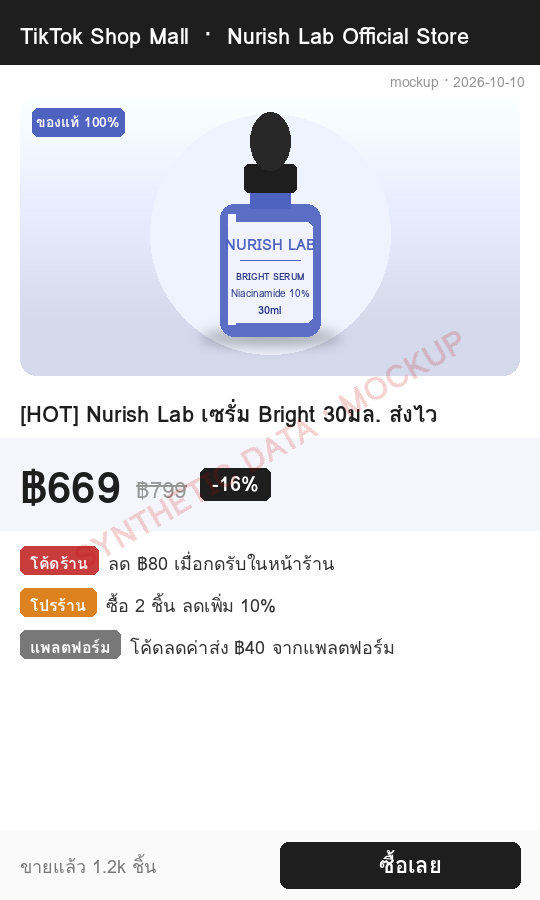 TikTok Shop Mall · Nurish Lab Official Store
mockup · 2026-10-10
ของแท้ 100%
NURISH LAB
BRIGHT SERUM
Niacinamide 10%
30ml
[HOT] Nurish Lab เซรั่ม Bright 30มล. ส่งไว
฿669 ฿799 -16%
SYNTHETIC DATA · MOCKUP
โค้ดร้าน ลด ฿80 เมื่อกดรับในหน้าร้าน
โปรร้าน ซื้อ 2 ชิ้น ลดเพิ่ม 10%
แพลตฟอร์ม โค้ดลดค่าส่ง ฿40 จากแพลตฟอร์ม
ขายแล้ว 1.2k ชิ้น ซื้อเลย